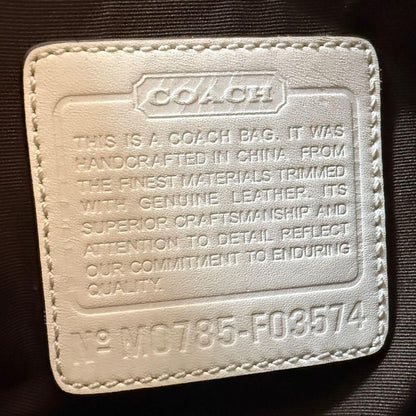 COACH
THIS IS A COACH BAG. IT WAS
HANDCRAFTED IN CHINA FROM
THE FINEST MATERIALS TRIMMED
WITH GENUINE LEATHER. ITS
SUPERIOR CRAFTSMANSHIP AND
ATTENTION TO DETAIL REFLECT
OUR COMMITMENT TO ENDURING
QUALITY.
Nº M0785-F03574